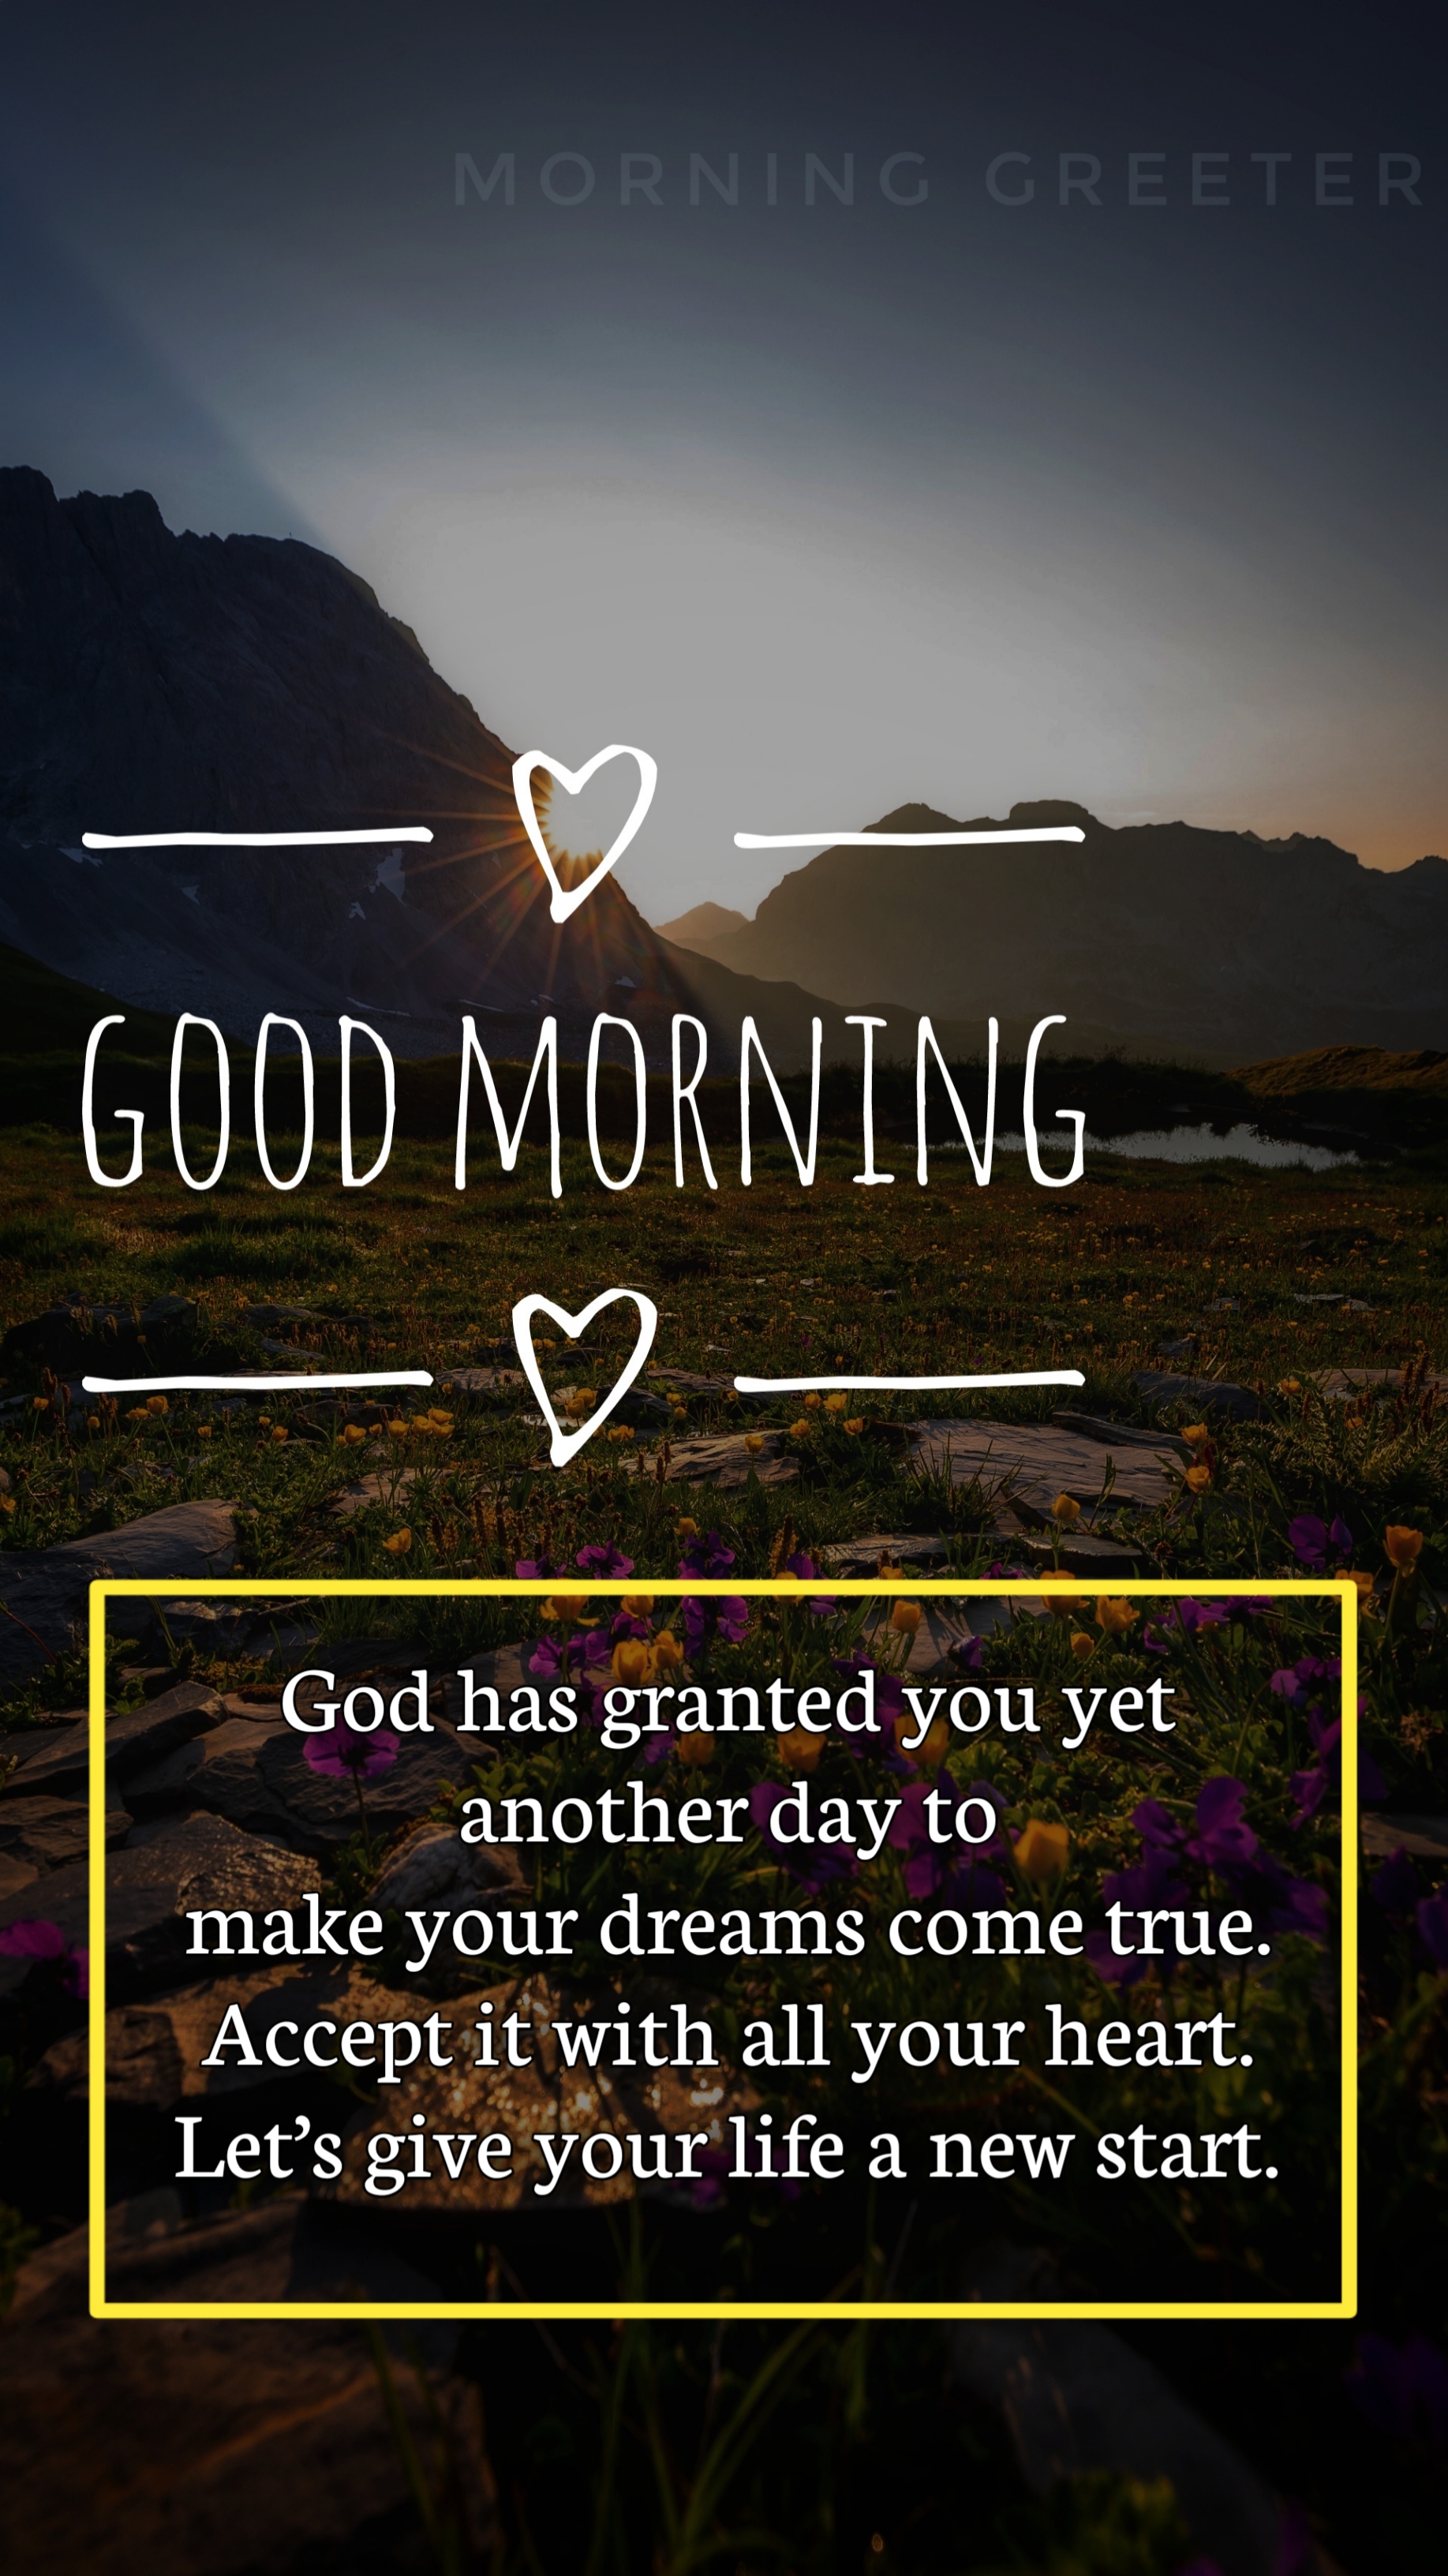 MORNING GREETER
GOOD MORNING
God has granted you yet
another day to
make your dreams come true.
Accept it with all your heart.
Let’s give your life a new start.